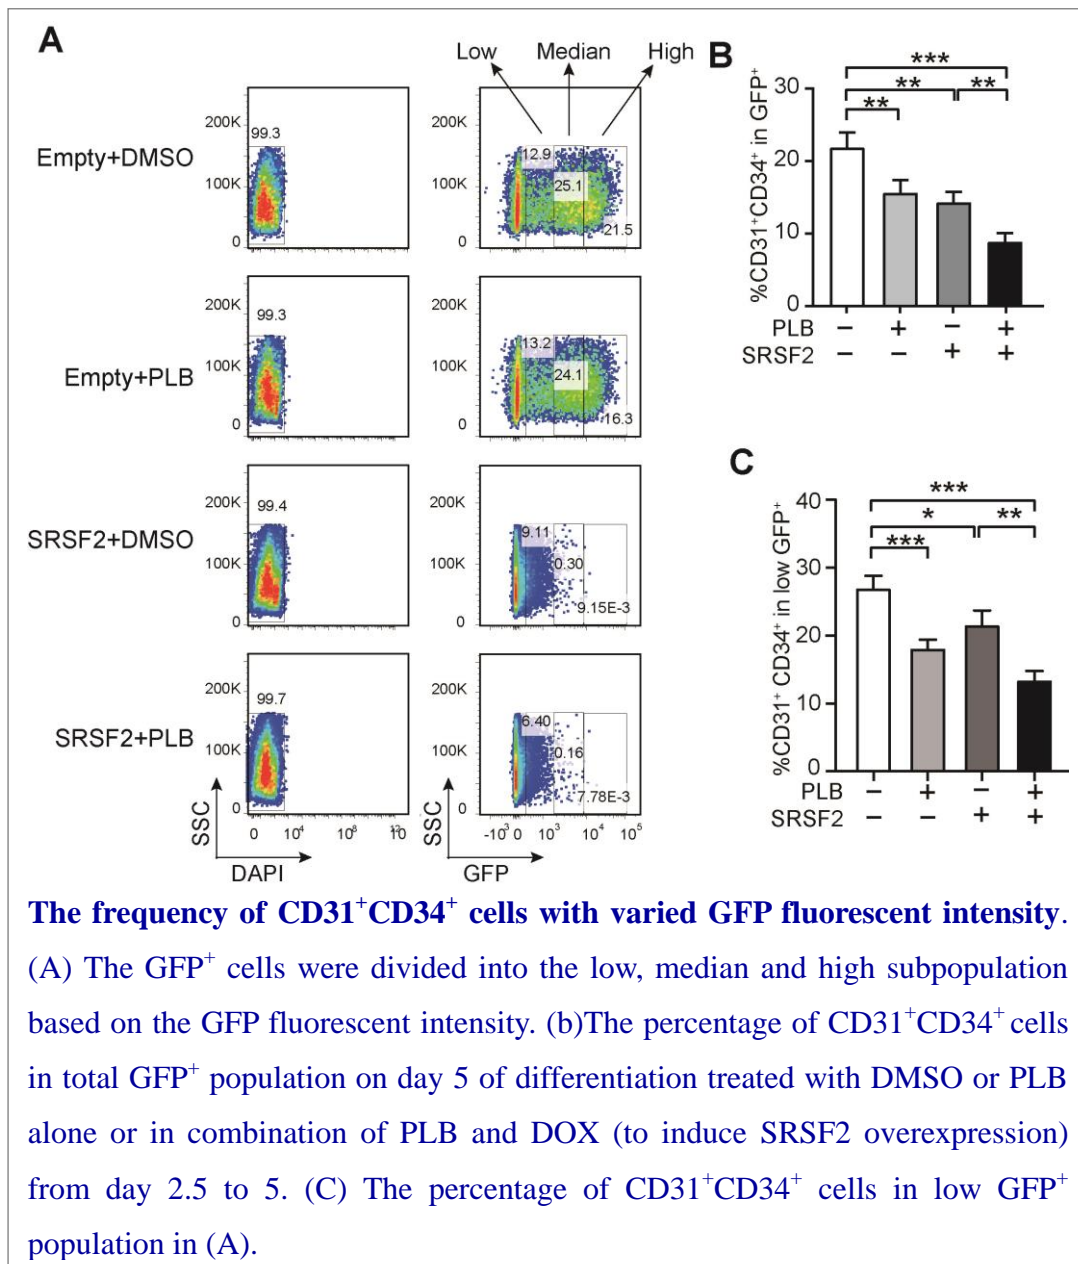 A
Low Median High
Empty+DMSO
200K
100K
0
99.3
12.9
25.1
21.5
Empty+PLB
200K
100K
0
99.3
200K
100K
0
13.2
24.1
16.3
SRSF2+DMSO
200K
100K
0
99.4
200K
100K
0
9.11
0.30
9.15E-3
SRSF2+PLB
200K
100K
0
99.7
200K
100K
0
6.40
0.16
7.78E-3
SSC
0 10⁴ 10⁸
DAPI
SSC
-10³ 0 10³ 10⁴ 10⁵
GFP
B
%CD31⁺CD34⁺ in GFP⁺
30
20
10
0
***
** **
**
PLB − + − +
SRSF2 − − + +
C
%CD31⁺ CD34⁺ in low GFP⁺
40
30
20
10
0
***
* **
***
PLB − + − +
SRSF2 − − + +
The frequency of CD31⁺CD34⁺ cells with varied GFP fluorescent intensity.
(A) The GFP⁺ cells were divided into the low, median and high subpopulation
based on the GFP fluorescent intensity. (b)The percentage of CD31⁺CD34⁺ cells
in total GFP⁺ population on day 5 of differentiation treated with DMSO or PLB
alone or in combination of PLB and DOX (to induce SRSF2 overexpression)
from day 2.5 to 5. (C) The percentage of CD31⁺CD34⁺ cells in low GFP⁺
population in (A).